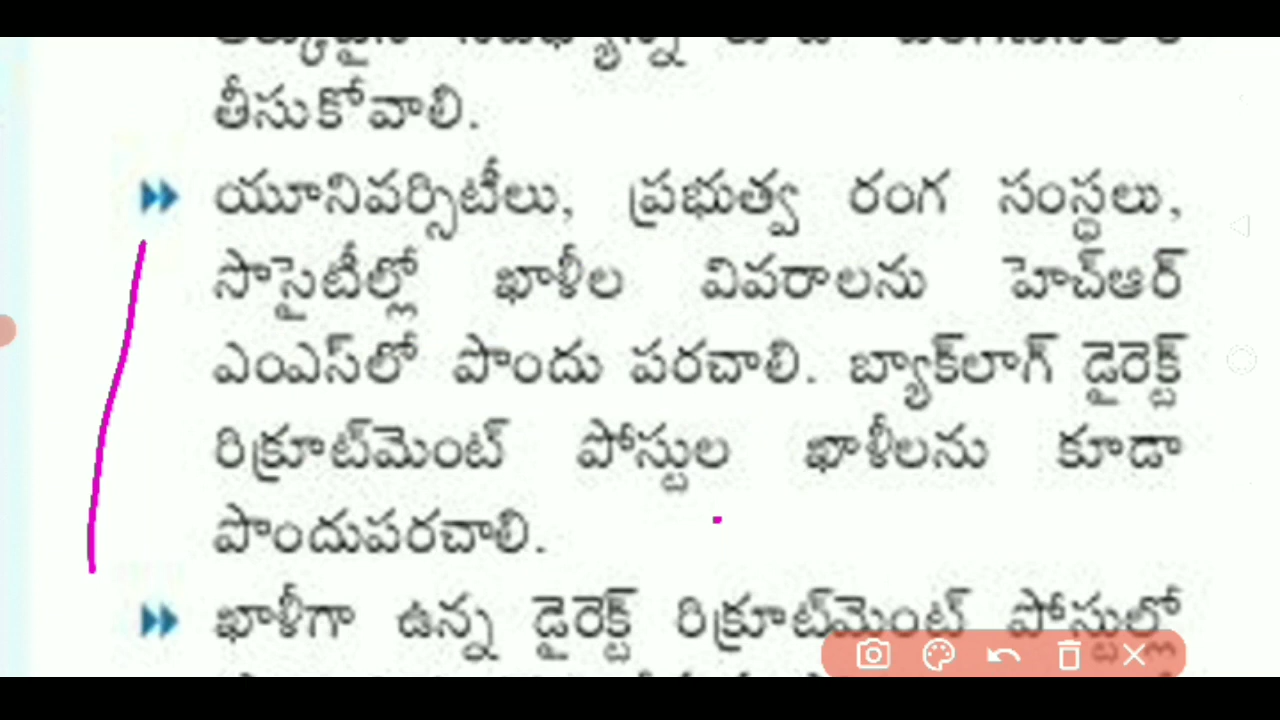 తీసుకోవాలి.
యూనివర్సిటీలు, ప్రభుత్వ రంగ సంస్థలు,
సొసైటీల్లో ఖాళీల వివరాలను హెచ్ఆర్
ఎంఎస్‌లో పొందు పరచాలి. బ్యాక్‌లాగ్ డైరెక్ట్
రిక్రూట్‌మెంట్ పోస్టుల ఖాళీలను కూడా
పొందుపరచాలి.
ఖాళీగా ఉన్న డైరెక్ట్ రిక్రూట్‌మెంట్ పోస్టుల్లో